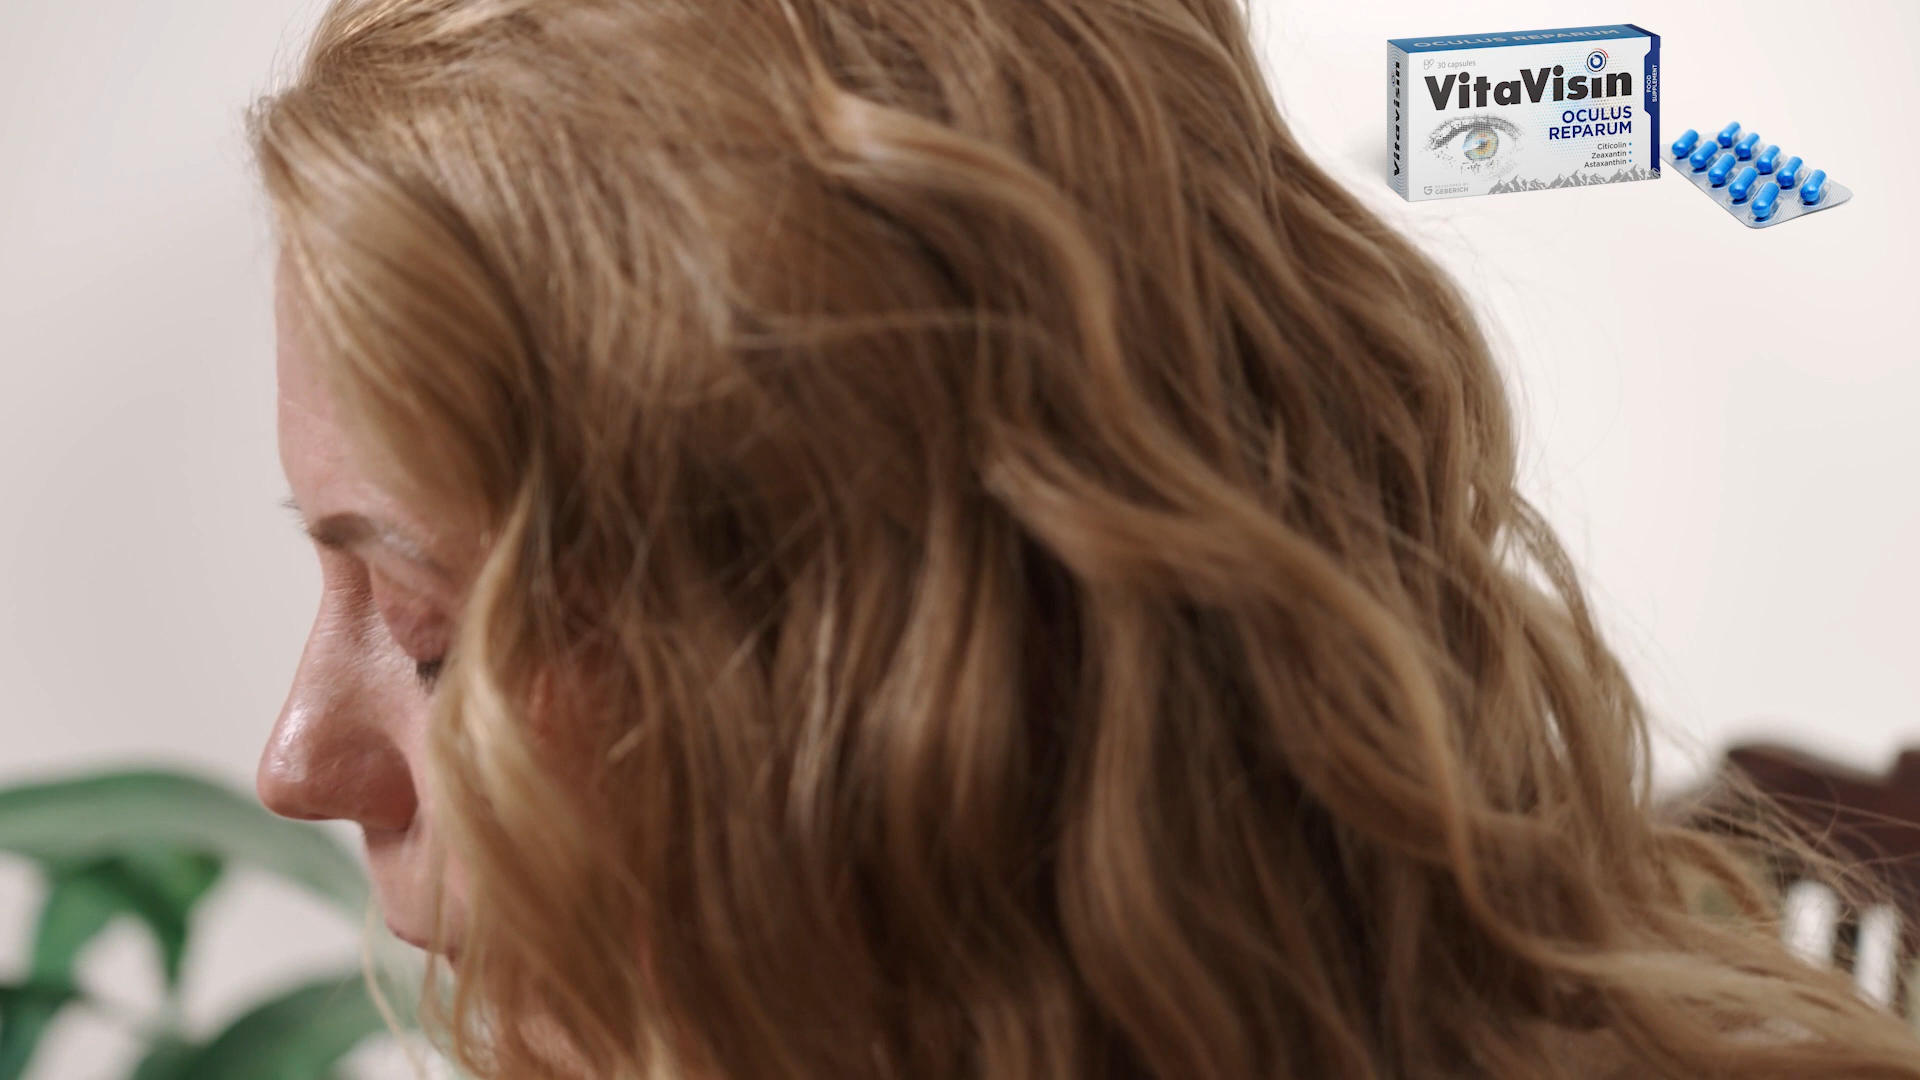 OCULUS REPARUM
30 capsules
VitaVisin
OCULUS
REPARUM
Citicolin
Zeaxantin
Astaxanthin
GEBERICH
VitaVisin
FOOD
SUPPLEMENT